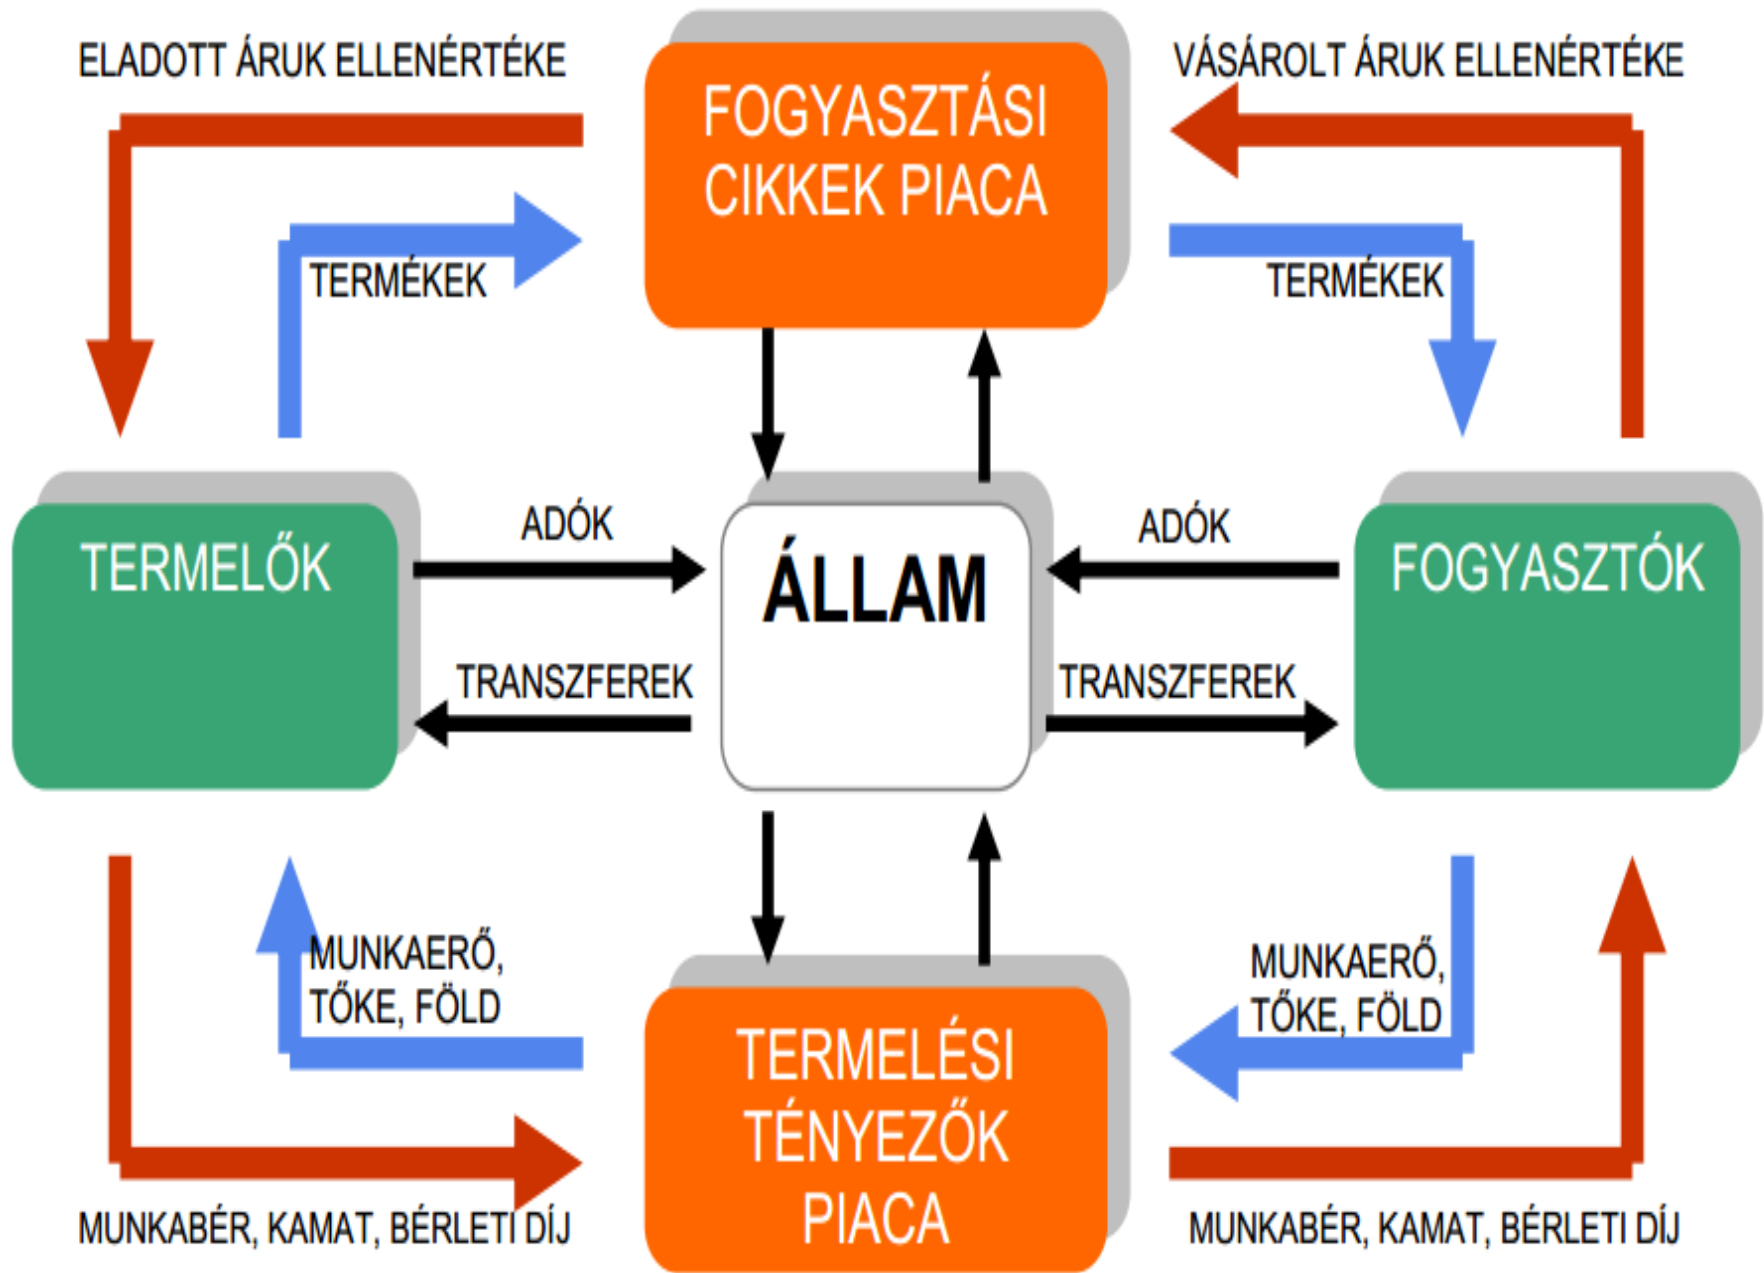 ELADOTT ÁRUK ELLENÉRTÉKE
FOGYASZTÁSI
CIKKEK PIACA
VÁSÁROLT ÁRUK ELLENÉRTÉKE
TERMÉKEK
TERMÉKEK
TERMELŐK
ADÓK
ÁLLAM
ADÓK
FOGYASZTÓK
TRANSZFEREK
TRANSZFEREK
MUNKAERŐ,
TŐKE, FÖLD
MUNKAERŐ,
TŐKE, FÖLD
TERMELÉSI
TÉNYEZŐK
PIACA
MUNKABÉR, KAMAT, BÉRLETI DÍJ
MUNKABÉR, KAMAT, BÉRLETI DÍJ